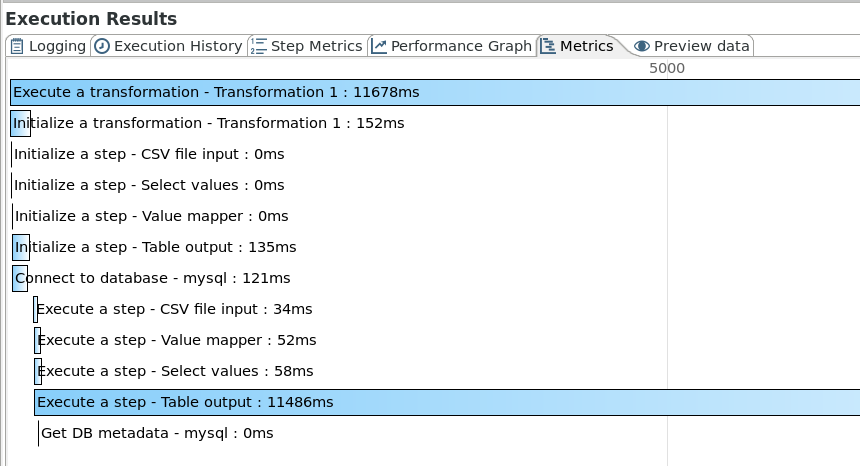 Execution Results
Logging Execution History Step Metrics Performance Graph Metrics Preview data
5000
Execute a transformation - Transformation 1 : 11678ms
Initialize a transformation - Transformation 1 : 152ms
Initialize a step - CSV file input : 0ms
Initialize a step - Select values : 0ms
Initialize a step - Value mapper : 0ms
Initialize a step - Table output : 135ms
Connect to database - mysql : 121ms
Execute a step - CSV file input : 34ms
Execute a step - Value mapper : 52ms
Execute a step - Select values : 58ms
Execute a step - Table output : 11486ms
Get DB metadata - mysql : 0ms